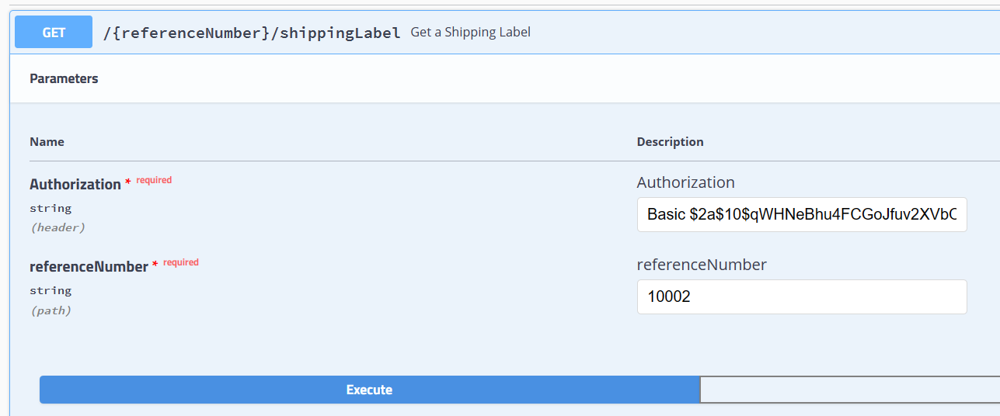 GET /{referenceNumber}/shippingLabel Get a Shipping Label
Parameters
Name Description
Authorization * required Authorization
string Basic $2a$10$qWHNeBhu4FCGoJfuv2XVbC
(header)
referenceNumber * required referenceNumber
string 10002
(path)
Execute